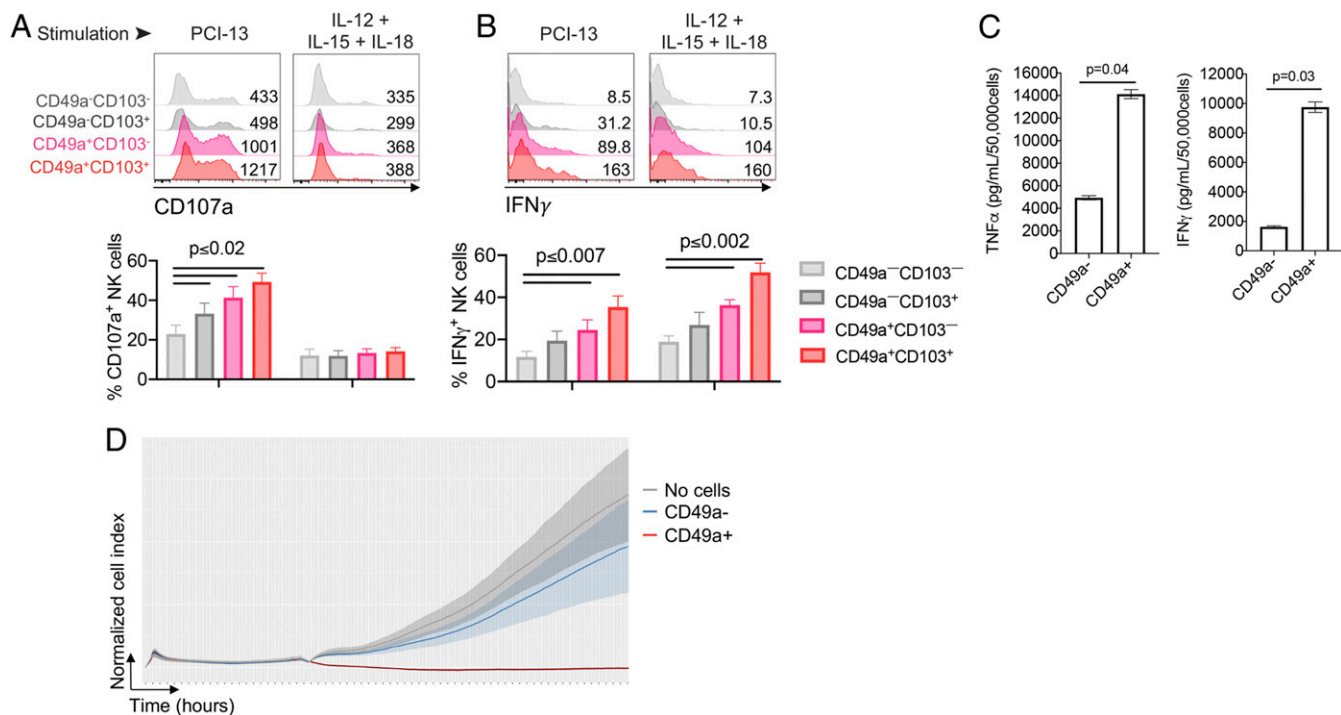 A
Stimulation ➤
PCI-13
IL-12 +
IL-15 + IL-18
CD49a⁻CD103⁻
CD49a⁻CD103⁺
CD49a⁺CD103⁻
CD49a⁺CD103⁺
433
498
1001
1217
335
299
368
388
CD107a
p≤0.02
% CD107a⁺ NK cells
60
40
20
0
B
PCI-13
IL-12 +
IL-15 + IL-18
8.5
31.2
89.8
163
7.3
10.5
104
160
IFNγ
p≤0.007
p≤0.002
% IFNγ⁺ NK cells
60
40
20
0
CD49a⁻CD103⁻
CD49a⁻CD103⁺
CD49a⁺CD103⁻
CD49a⁺CD103⁺
C
p=0.04
TNFα (pg/mL/50,000cells)
16000
14000
12000
10000
8000
6000
4000
2000
0
CD49a-
CD49a+
p=0.03
IFNγ (pg/mL/50,000cells)
12000
10000
8000
6000
4000
2000
0
CD49a-
CD49a+
D
Normalized cell index
Time (hours)
No cells
CD49a-
CD49a+